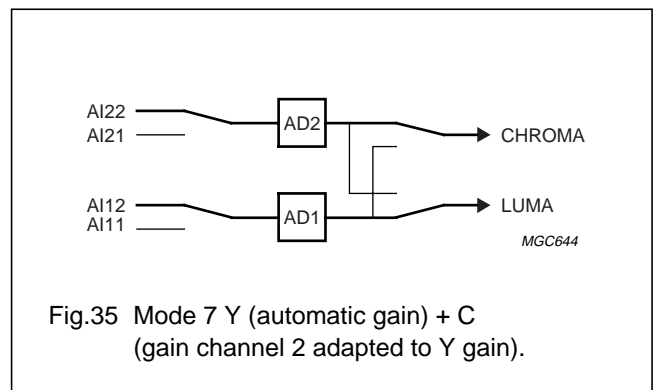 AI22
AI21
AD2
CHROMA
AI12
AI11
AD1
LUMA
MGC644
Fig.35 Mode 7 Y (automatic gain) + C
(gain channel 2 adapted to Y gain).